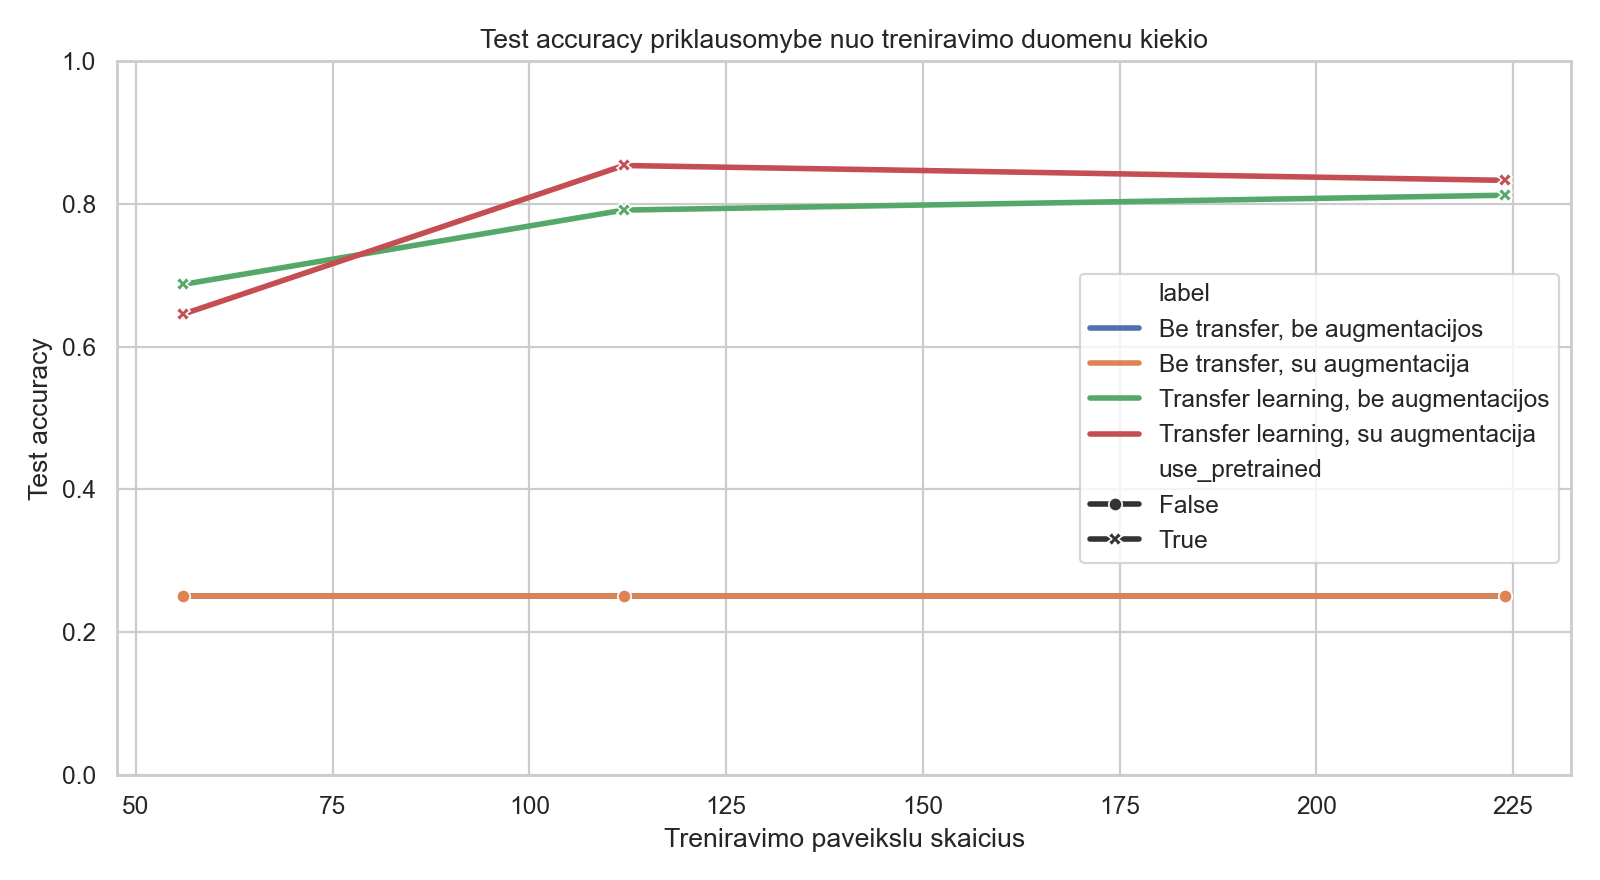 Test accuracy priklausomybe nuo treniravimo duomenu kiekio
1.0
0.8
0.6
0.4
0.2
0.0
Test accuracy
label
Be transfer, be augmentacijos
Be transfer, su augmentacija
Transfer learning, be augmentacijos
Transfer learning, su augmentacija
use_pretrained
False
True
50 75 100 125 150 175 200 225
Treniravimo paveikslu skaicius